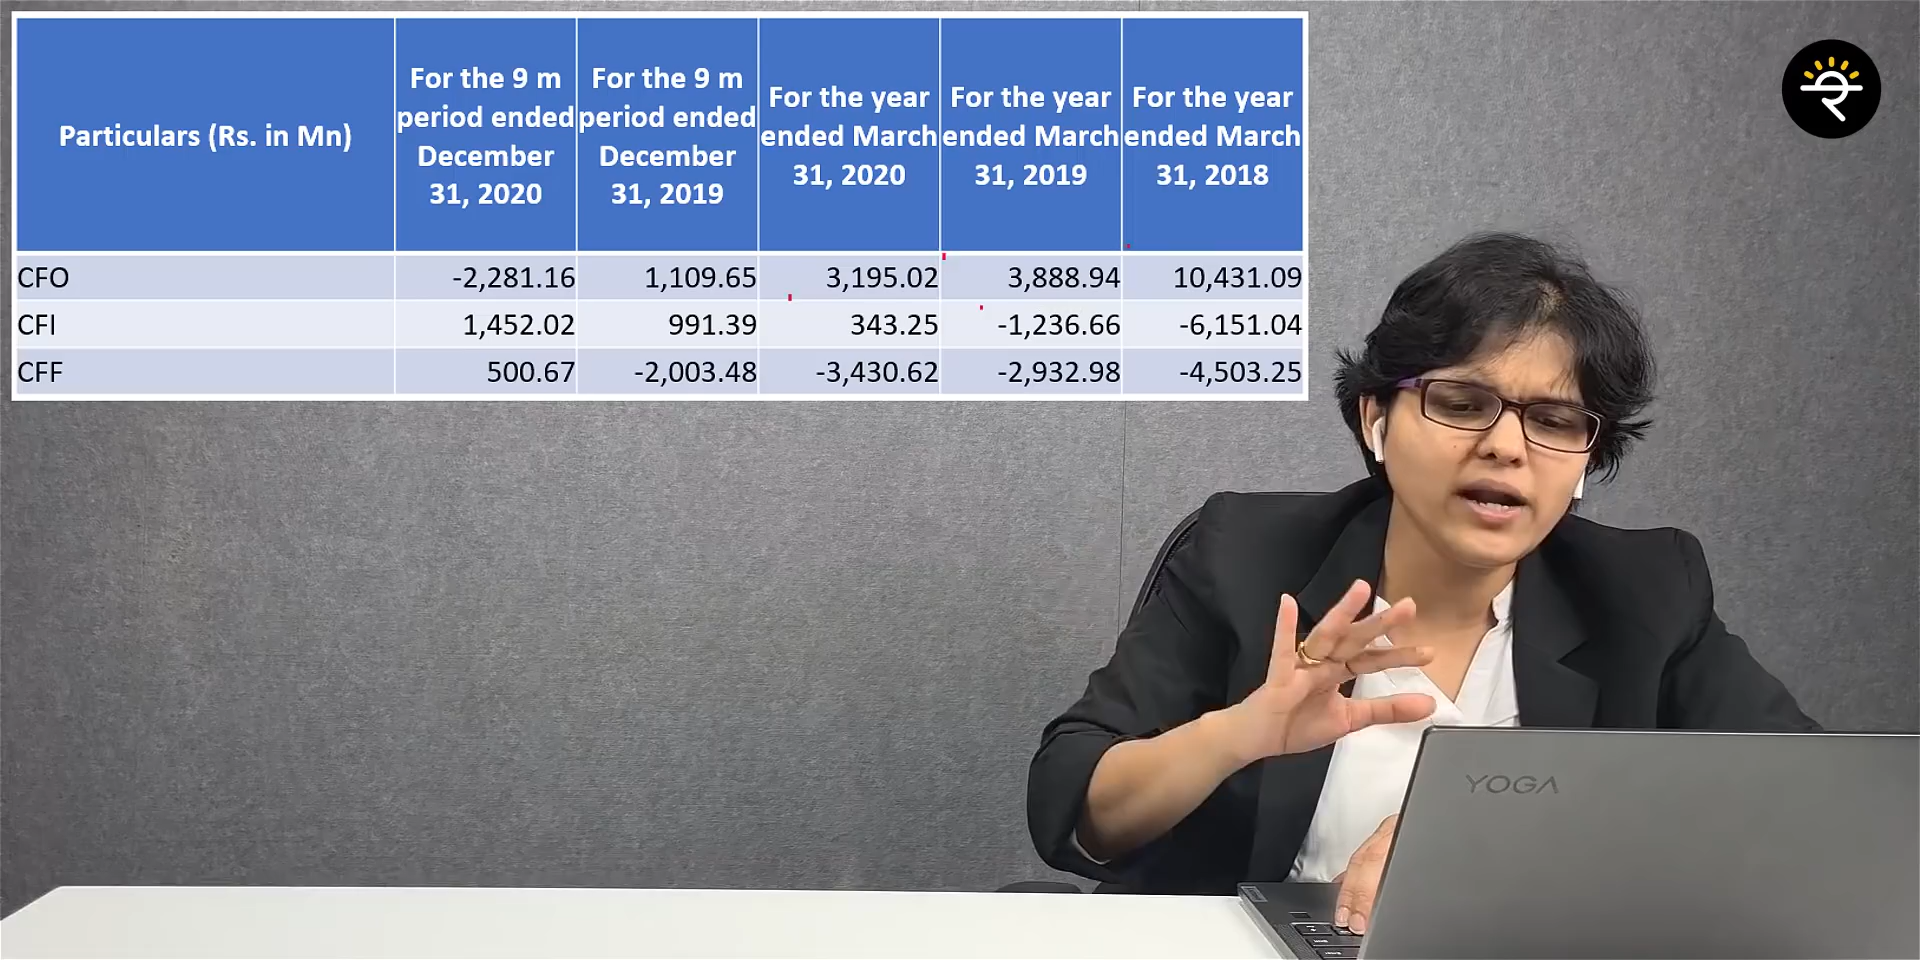 Particulars (Rs. in Mn)
For the 9 m
period ended
December
31, 2020
For the 9 m
period ended
December
31, 2019
For the year
ended March
31, 2020
For the year
ended March
31, 2019
For the year
ended March
31, 2018
CFO -2,281.16 1,109.65 3,195.02 3,888.94 10,431.09
CFI 1,452.02 991.39 343.25 -1,236.66 -6,151.04
CFF 500.67 -2,003.48 -3,430.62 -2,932.98 -4,503.25
YOGA